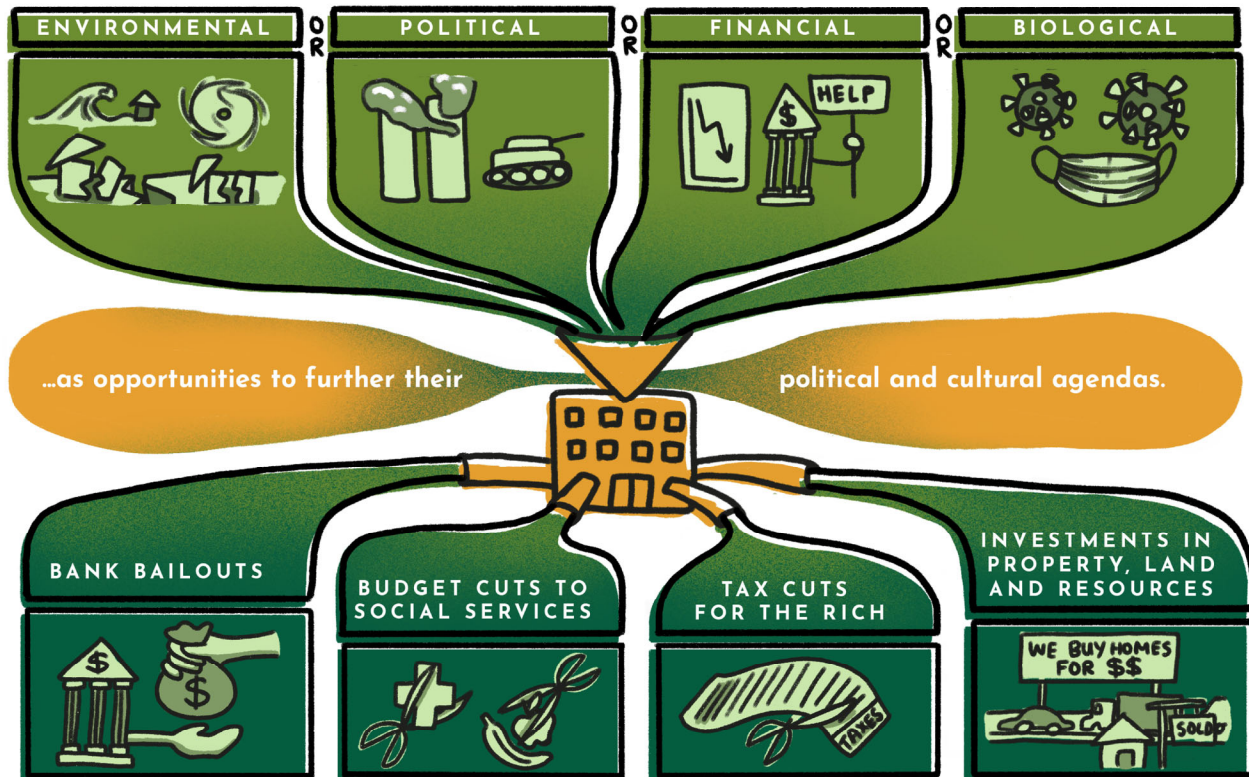 ENVIRONMENTAL
OR
POLITICAL
OR
FINANCIAL
OR
BIOLOGICAL
$
HELP
...as opportunities to further their
political and cultural agendas.
BANK BAILOUTS
BUDGET CUTS TO
SOCIAL SERVICES
TAX CUTS
FOR THE RICH
INVESTMENTS IN
PROPERTY, LAND
AND RESOURCES
$
$
TAXES
WE BUY HOMES
FOR $$
SOLD